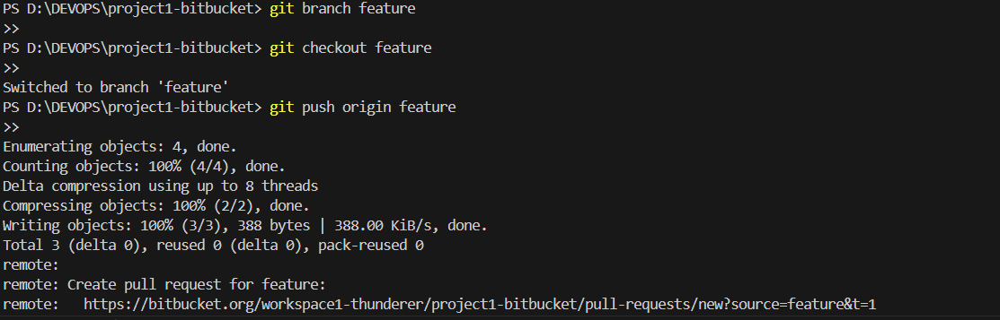 PS D:\DEVOPS\project1-bitbucket> git branch feature
>>
PS D:\DEVOPS\project1-bitbucket> git checkout feature
>>
Switched to branch 'feature'
PS D:\DEVOPS\project1-bitbucket> git push origin feature
>>
Enumerating objects: 4, done.
Counting objects: 100% (4/4), done.
Delta compression using up to 8 threads
Compressing objects: 100% (2/2), done.
Writing objects: 100% (3/3), 388 bytes | 388.00 KiB/s, done.
Total 3 (delta 0), reused 0 (delta 0), pack-reused 0
remote:
remote: Create pull request for feature:
remote:   https://bitbucket.org/workspace1-thunderer/project1-bitbucket/pull-requests/new?source=feature&t=1